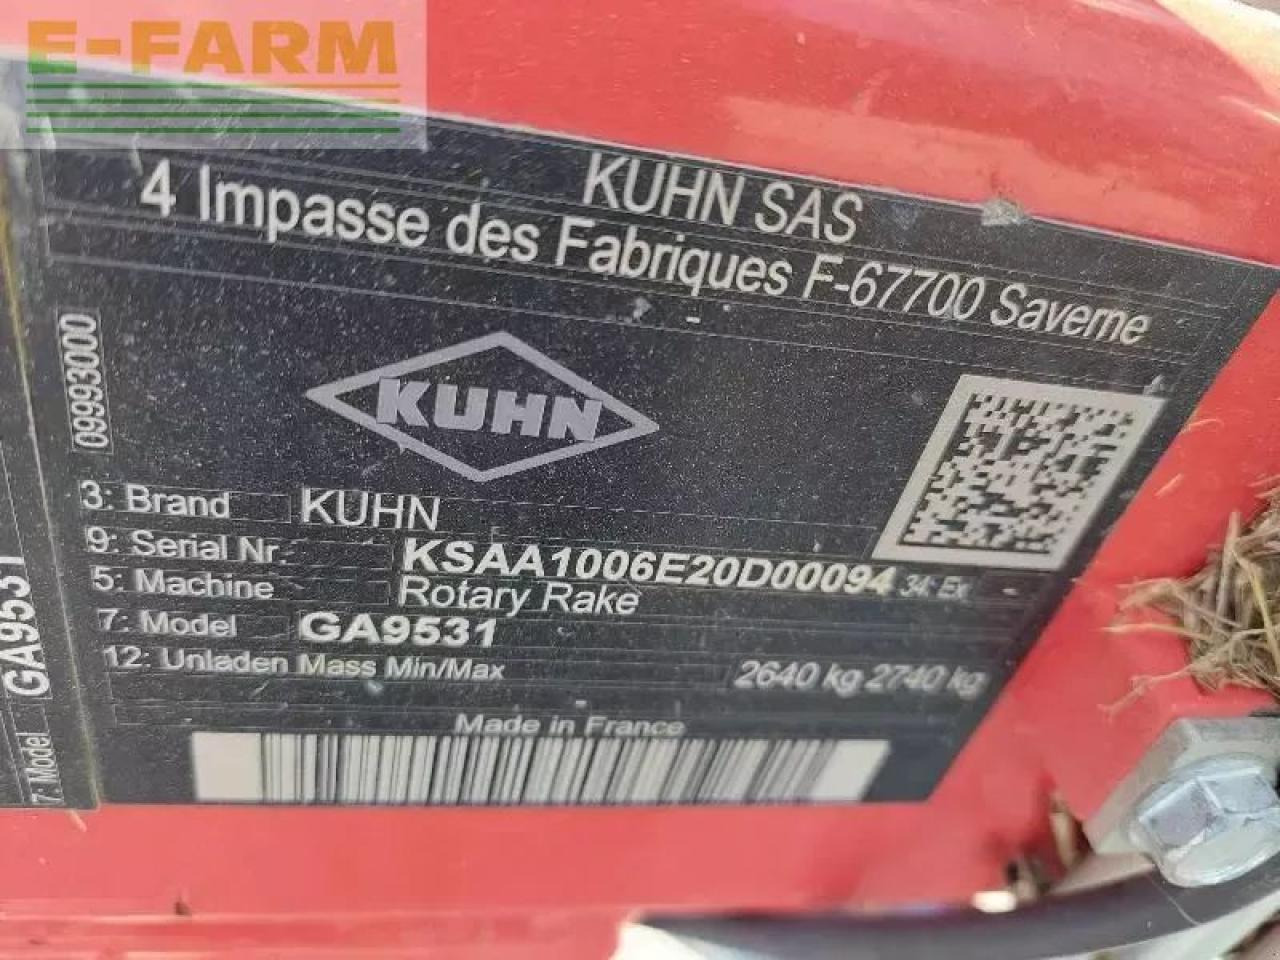 E-FARM
KUHN SAS
4 Impasse des Fabriques F-67700 Saverne
09993000
KUHN
3: Brand KUHN
9: Serial Nr. KSAA1006E20D00094 34: Ex -
5: Machine Rotary Rake
7: Model GA9531
12: Unladen Mass Min/Max 2640 kg 2740 kg
Made in France
7: Model GA9531